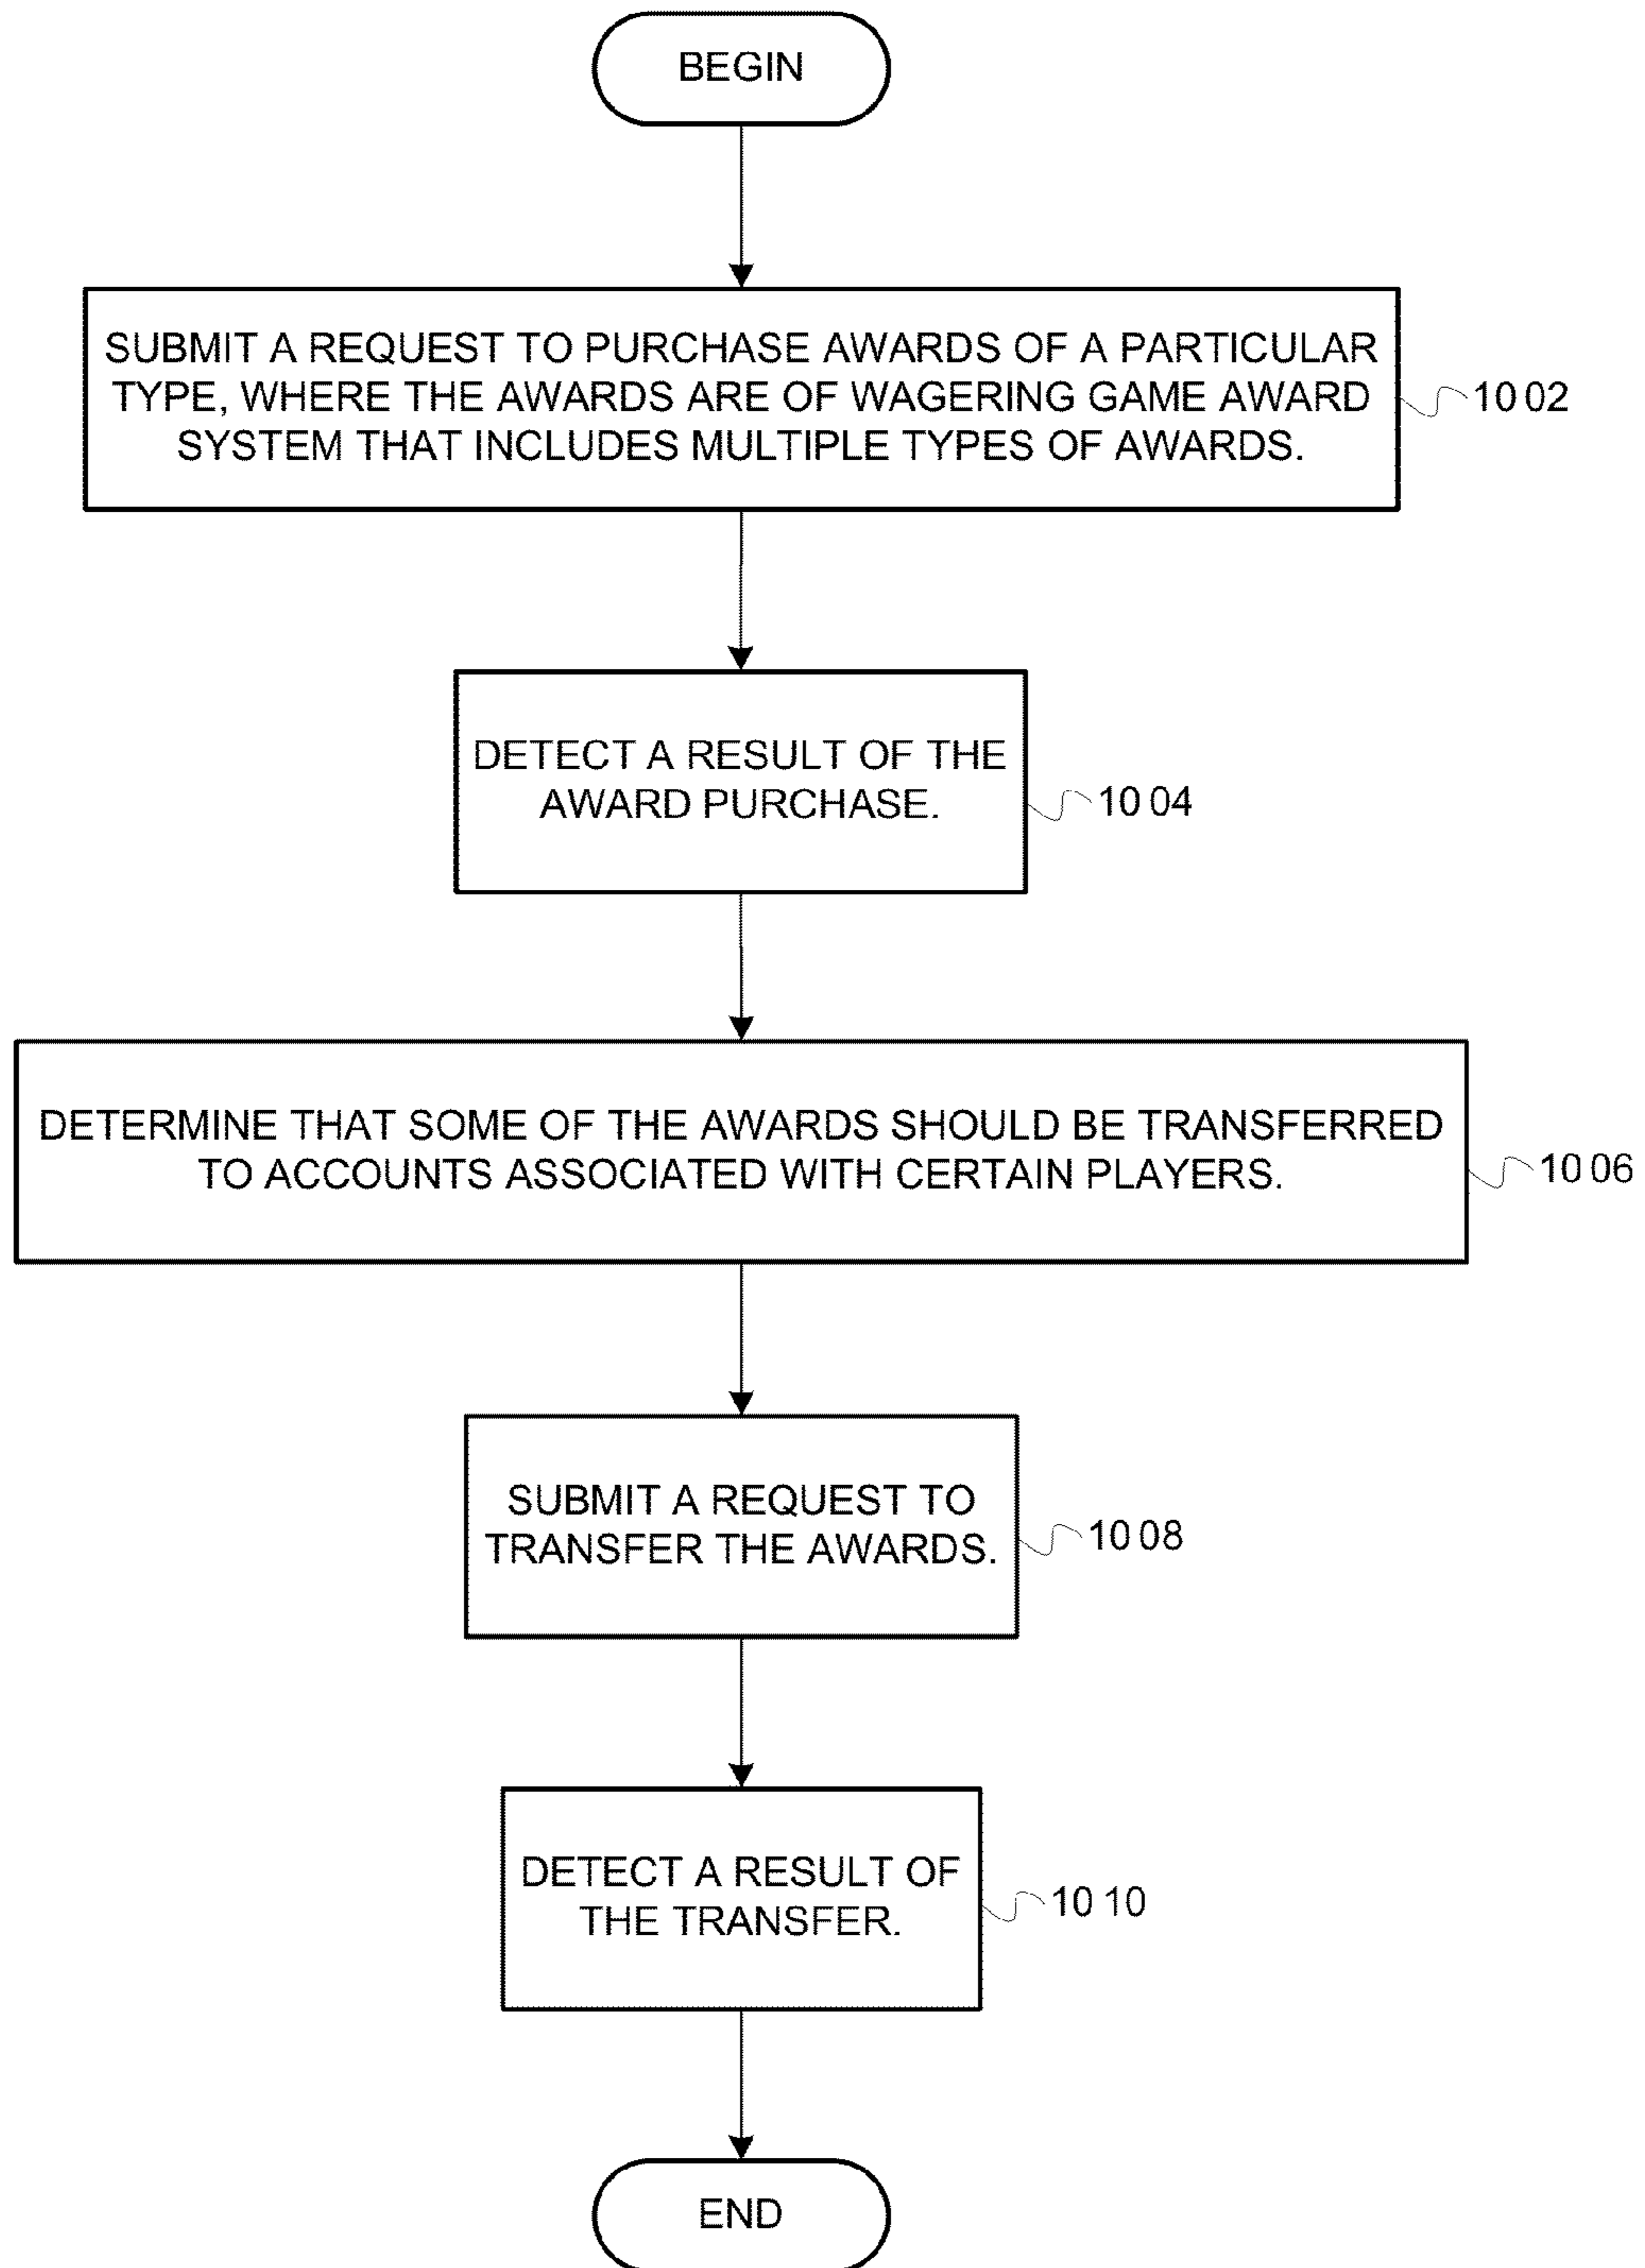 BEGIN
SUBMIT A REQUEST TO PURCHASE AWARDS OF A PARTICULAR
TYPE, WHERE THE AWARDS ARE OF WAGERING GAME AWARD
SYSTEM THAT INCLUDES MULTIPLE TYPES OF AWARDS.
1002
DETECT A RESULT OF THE
AWARD PURCHASE.
1004
DETERMINE THAT SOME OF THE AWARDS SHOULD BE TRANSFERRED
TO ACCOUNTS ASSOCIATED WITH CERTAIN PLAYERS.
1006
SUBMIT A REQUEST TO
TRANSFER THE AWARDS.
1008
DETECT A RESULT OF
THE TRANSFER.
1010
END